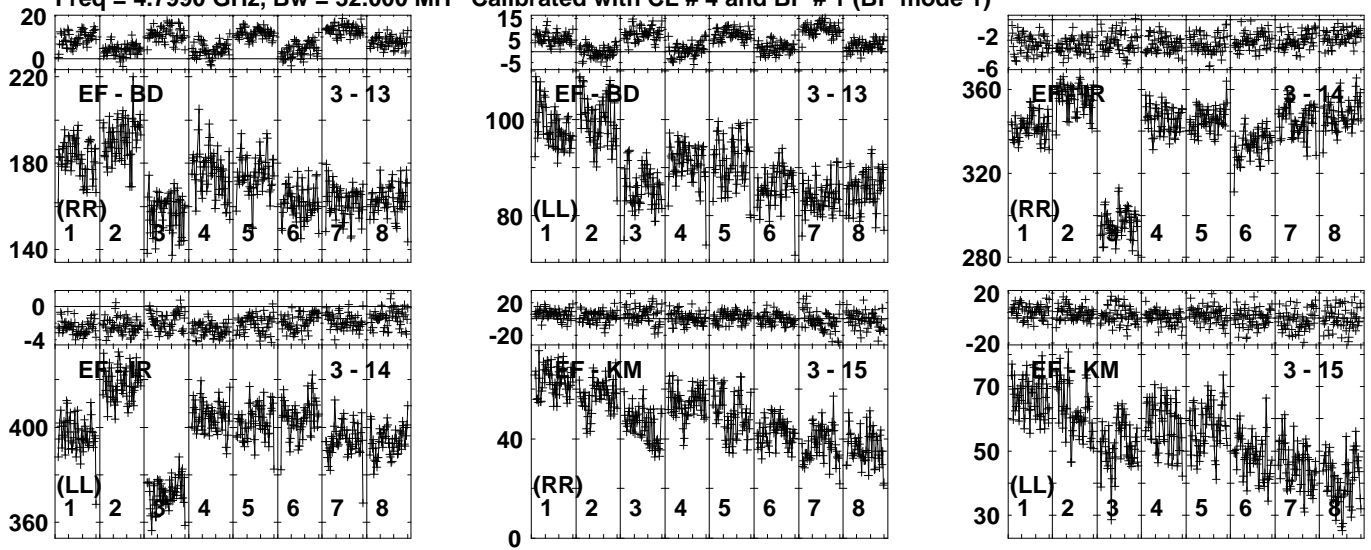 Freq = 4.7990 GHz, Bw = 32.000 MH Calibrated with CL # 4 and BP # 1 (BP mode 1)
20
10
0
220
180
140
EF - BD 3 - 13
(RR)
1 2 3 4 5 6 7 8
15
5
-5
100
80
EF - BD 3 - 13
(LL)
1 2 3 4 5 6 7 8
-2
-6
360
320
280
EF - IR 3 - 14
(RR)
1 2 3 4 5 6 7 8
0
-4
400
360
EF - IR 3 - 14
(LL)
1 2 3 4 5 6 7 8
20
-20
40
0
EF - KM 3 - 15
(RR)
1 2 3 4 5 6 7 8
20
0
-20
70
50
30
EF - KM 3 - 15
(LL)
1 2 3 4 5 6 7 8